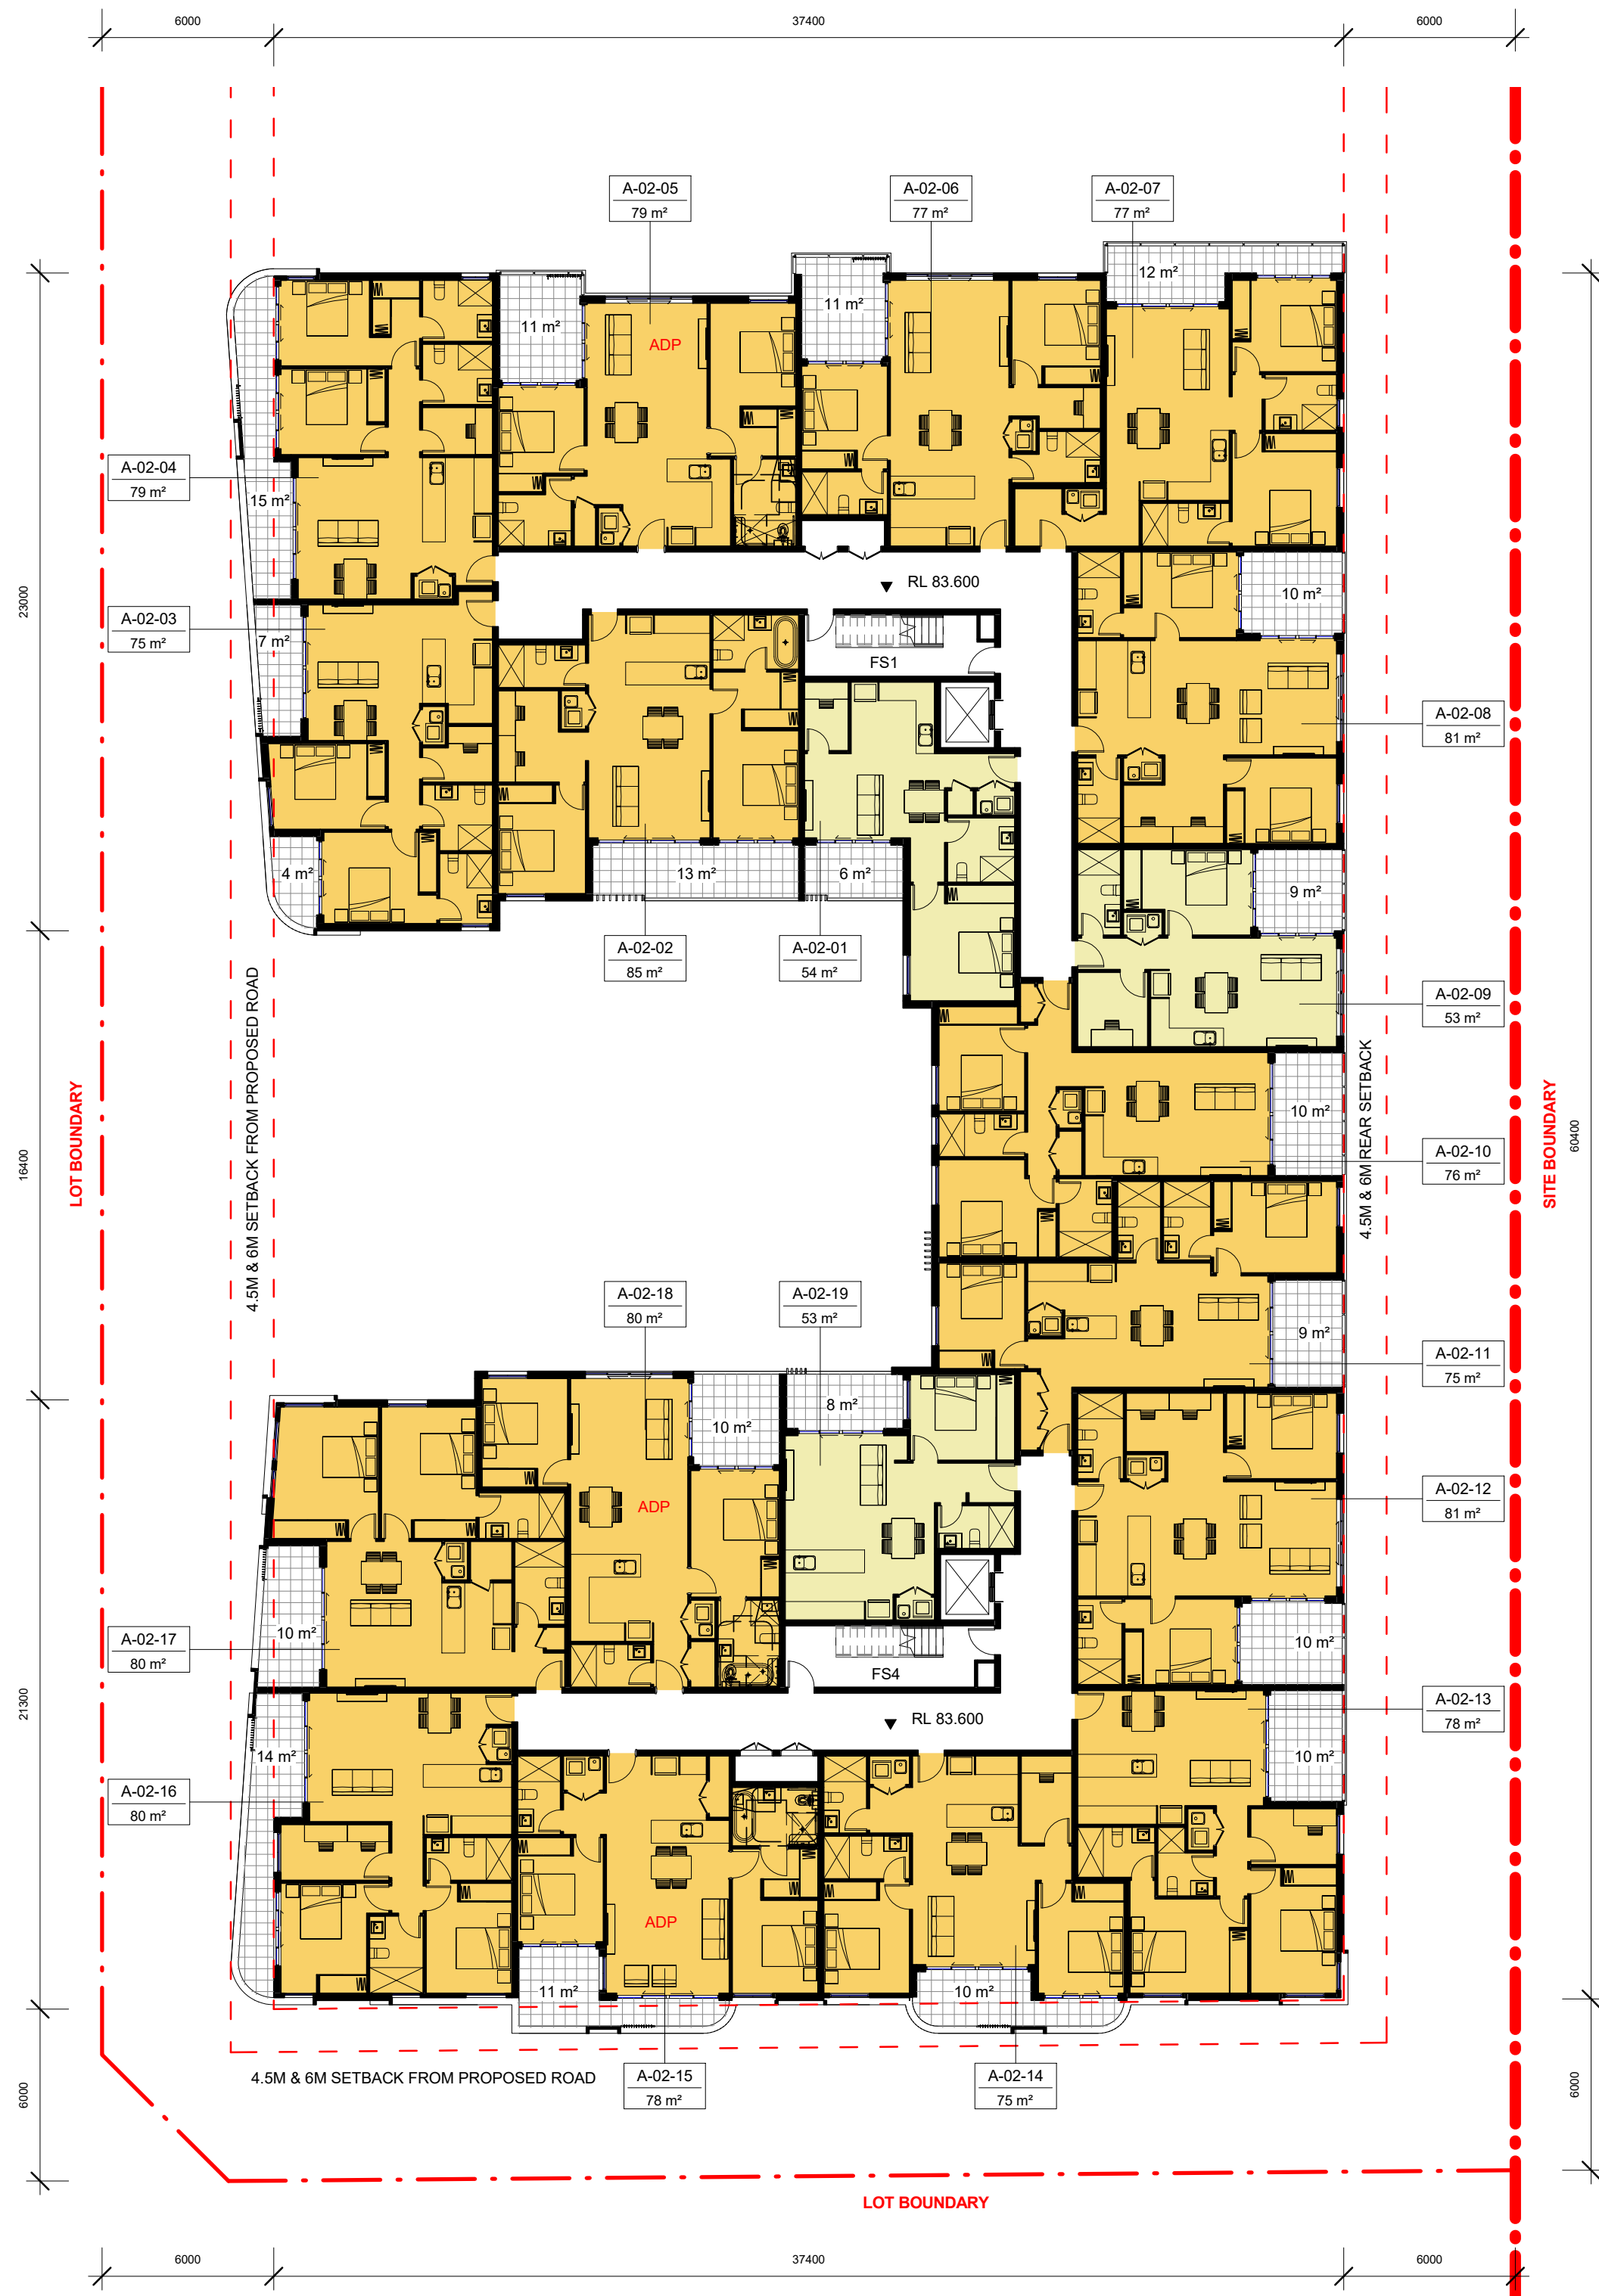 6000
37400
6000
A-02-05
79 m²
A-02-06
77 m²
A-02-07
77 m²
12 m²
11 m²
11 m²
ADP
A-02-04
79 m²
15 m²
RL 83.600
10 m²
23000
A-02-03
75 m²
7 m²
FS1
A-02-08
81 m²
4 m²
13 m²
6 m²
9 m²
A-02-02
85 m²
A-02-01
54 m²
A-02-09
53 m²
4.5M & 6M SETBACK FROM PROPOSED ROAD
LOT BOUNDARY
16400
10 m²
4.5M & 6M REAR SETBACK
SITE BOUNDARY
60400
A-02-10
76 m²
A-02-18
80 m²
A-02-19
53 m²
9 m²
A-02-11
75 m²
10 m²
8 m²
ADP
A-02-12
81 m²
10 m²
A-02-17
80 m²
10 m²
FS4
21300
RL 83.600
A-02-13
78 m²
14 m²
10 m²
A-02-16
80 m²
ADP
11 m²
10 m²
4.5M & 6M SETBACK FROM PROPOSED ROAD
A-02-15
78 m²
A-02-14
75 m²
6000
6000
LOT BOUNDARY
6000
37400
6000